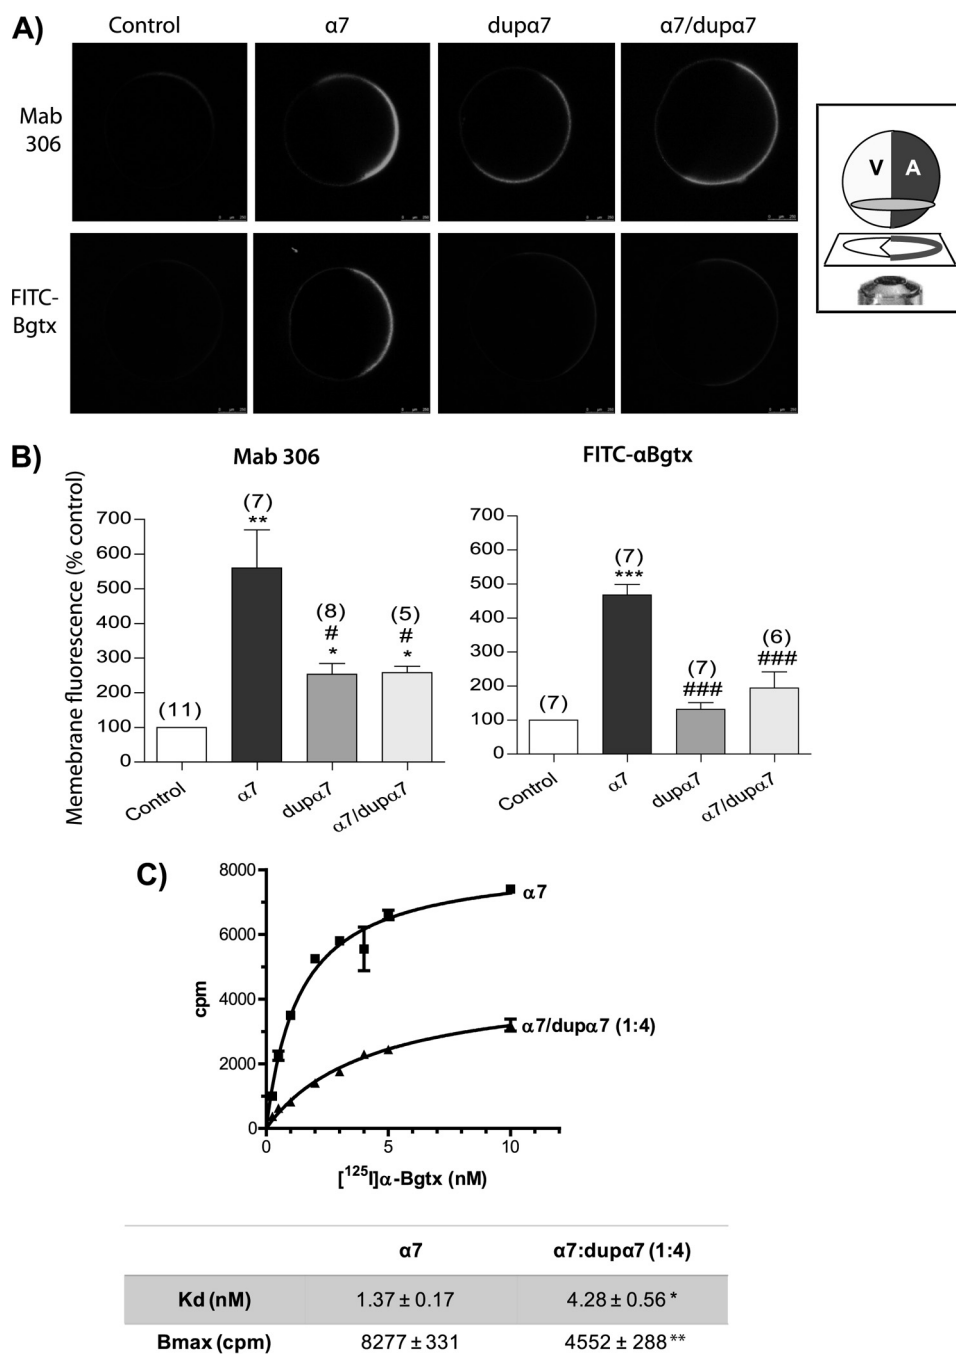 A)
Control α7 dupα7 α7/dupα7
Mab
306
V A
FITC-
Bgtx
B)
Mab 306
FITC-αBgtx
Memebrane fluorescence (% control)
700
600
500
400
300
200
100
0
(11)
(7)
**
(8)
#
*
(5)
#
*
Control α7 dupα7 α7/dupα7
700
600
500
400
300
200
100
0
(7)
(7)
***
(7)
###
(6)
###
Control α7 dupα7 α7/dupα7
C)
8000
6000
4000
2000
0
cpm
α7
α7/dupα7 (1:4)
0 5 10
[¹²⁵I]α-Bgtx (nM)
α7 α7:dupα7 (1:4)
Kd (nM) 1.37 ± 0.17 4.28 ± 0.56 *
Bmax (cpm) 8277 ± 331 4552 ± 288 **